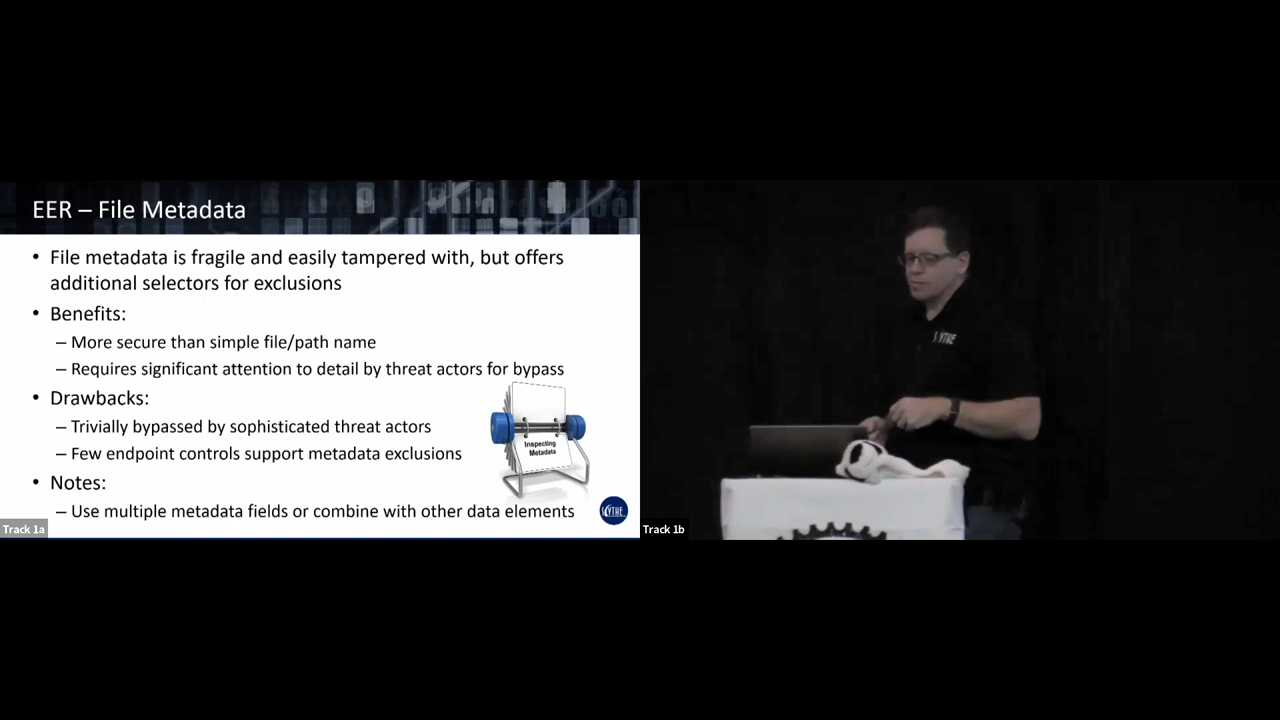 EER – File Metadata
• File metadata is fragile and easily tampered with, but offers
additional selectors for exclusions
• Benefits:
– More secure than simple file/path name
– Requires significant attention to detail by threat actors for bypass
• Drawbacks:
– Trivially bypassed by sophisticated threat actors
– Few endpoint controls support metadata exclusions
Inspecting
Metadata
• Notes:
– Use multiple metadata fields or combine with other data elements
SCYTHE
Track 1a
SCYTHE
Track 1b